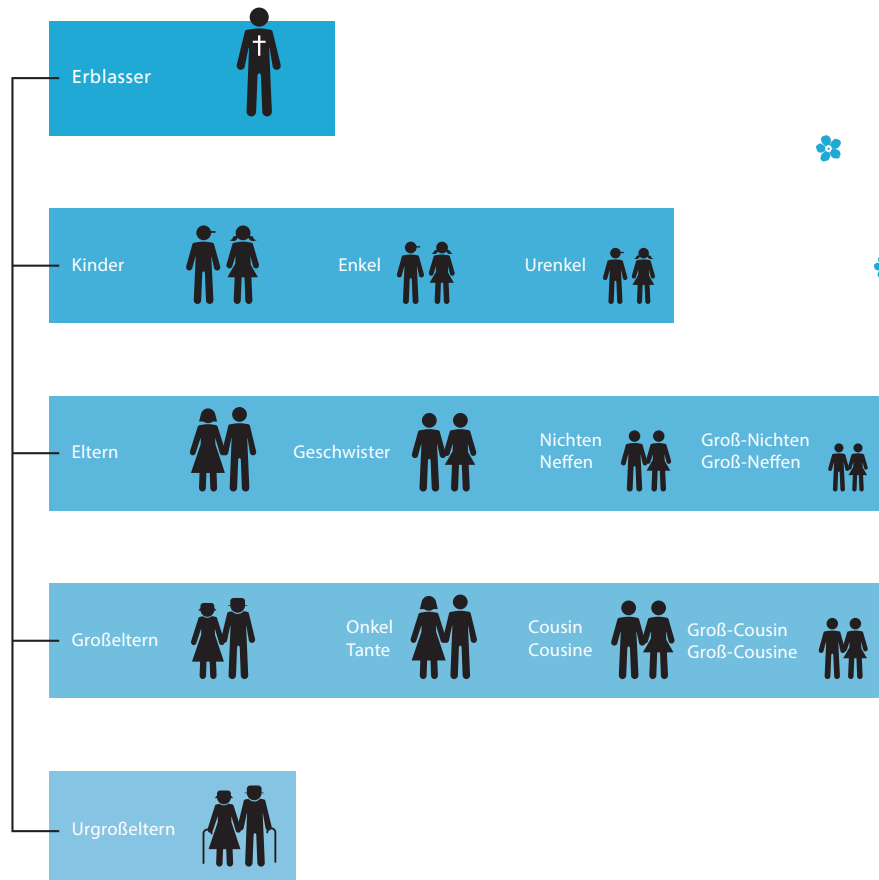 Erblasser
Kinder
Enkel
Urenkel
Eltern
Geschwister
Nichten
Neffen
Groß-Nichten
Groß-Neffen
Großeltern
Onkel
Tante
Cousin
Cousine
Groß-Cousin
Groß-Cousine
Urgroßeltern